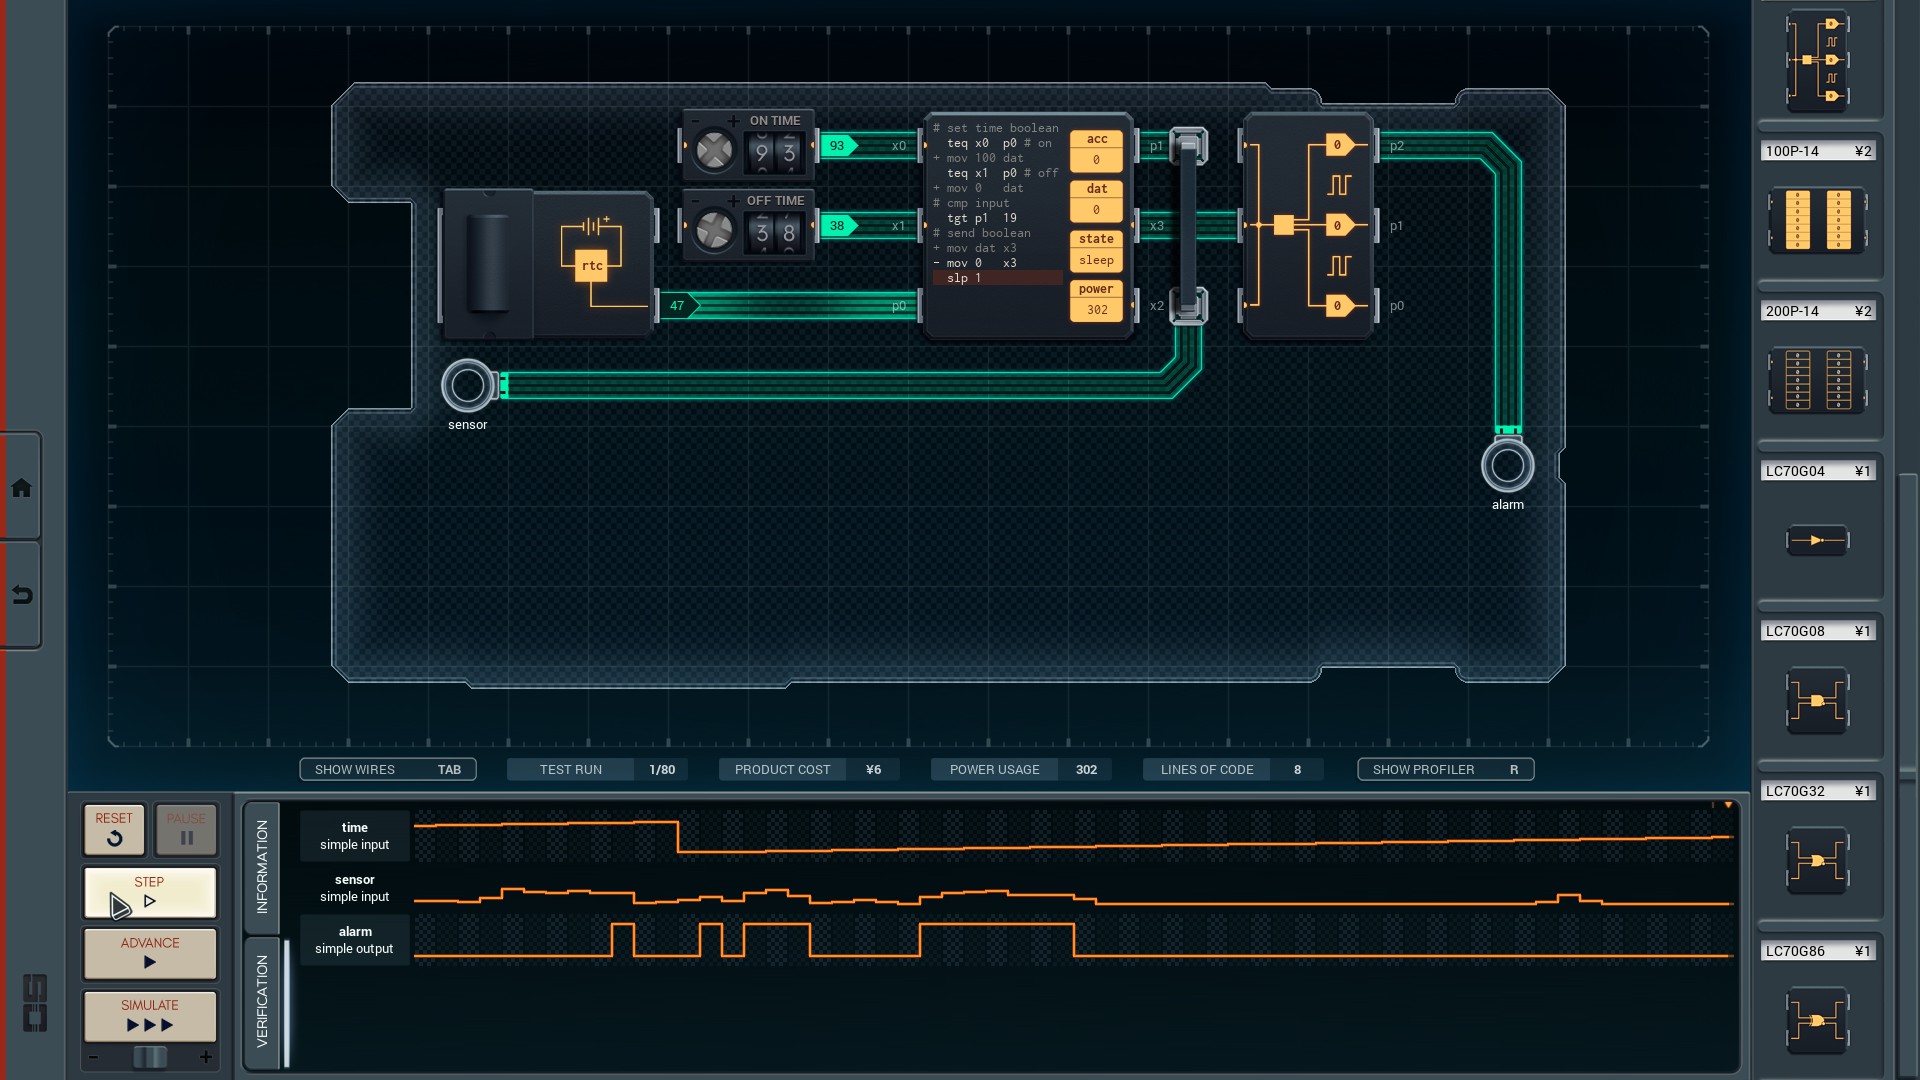 ON TIME
9 3
93
x0
OFF TIME
3 8
38
x1
rtc
47
p0
# set time boolean
teq x0 p0 # on
+ mov 100 dat
teq x1 p0 # off
+ mov 0 dat
# cmp input
tgt p1 19
# send boolean
+ mov dat x3
- mov 0 x3
slp 1
acc
0
dat
0
state
sleep
power
302
p1
x3
x2
0
0
0
p2
p1
p0
sensor
alarm
0
0
0
100P-14 ¥2
200P-14 ¥2
LC70G04 ¥1
LC70G08 ¥1
LC70G32 ¥1
LC70G86 ¥1
SHOW WIRES TAB
TEST RUN 1/80
PRODUCT COST ¥6
POWER USAGE 302
LINES OF CODE 8
SHOW PROFILER R
RESET
PAUSE
STEP
ADVANCE
SIMULATE
- +
INFORMATION
VERIFICATION
time
simple input
sensor
simple input
alarm
simple output